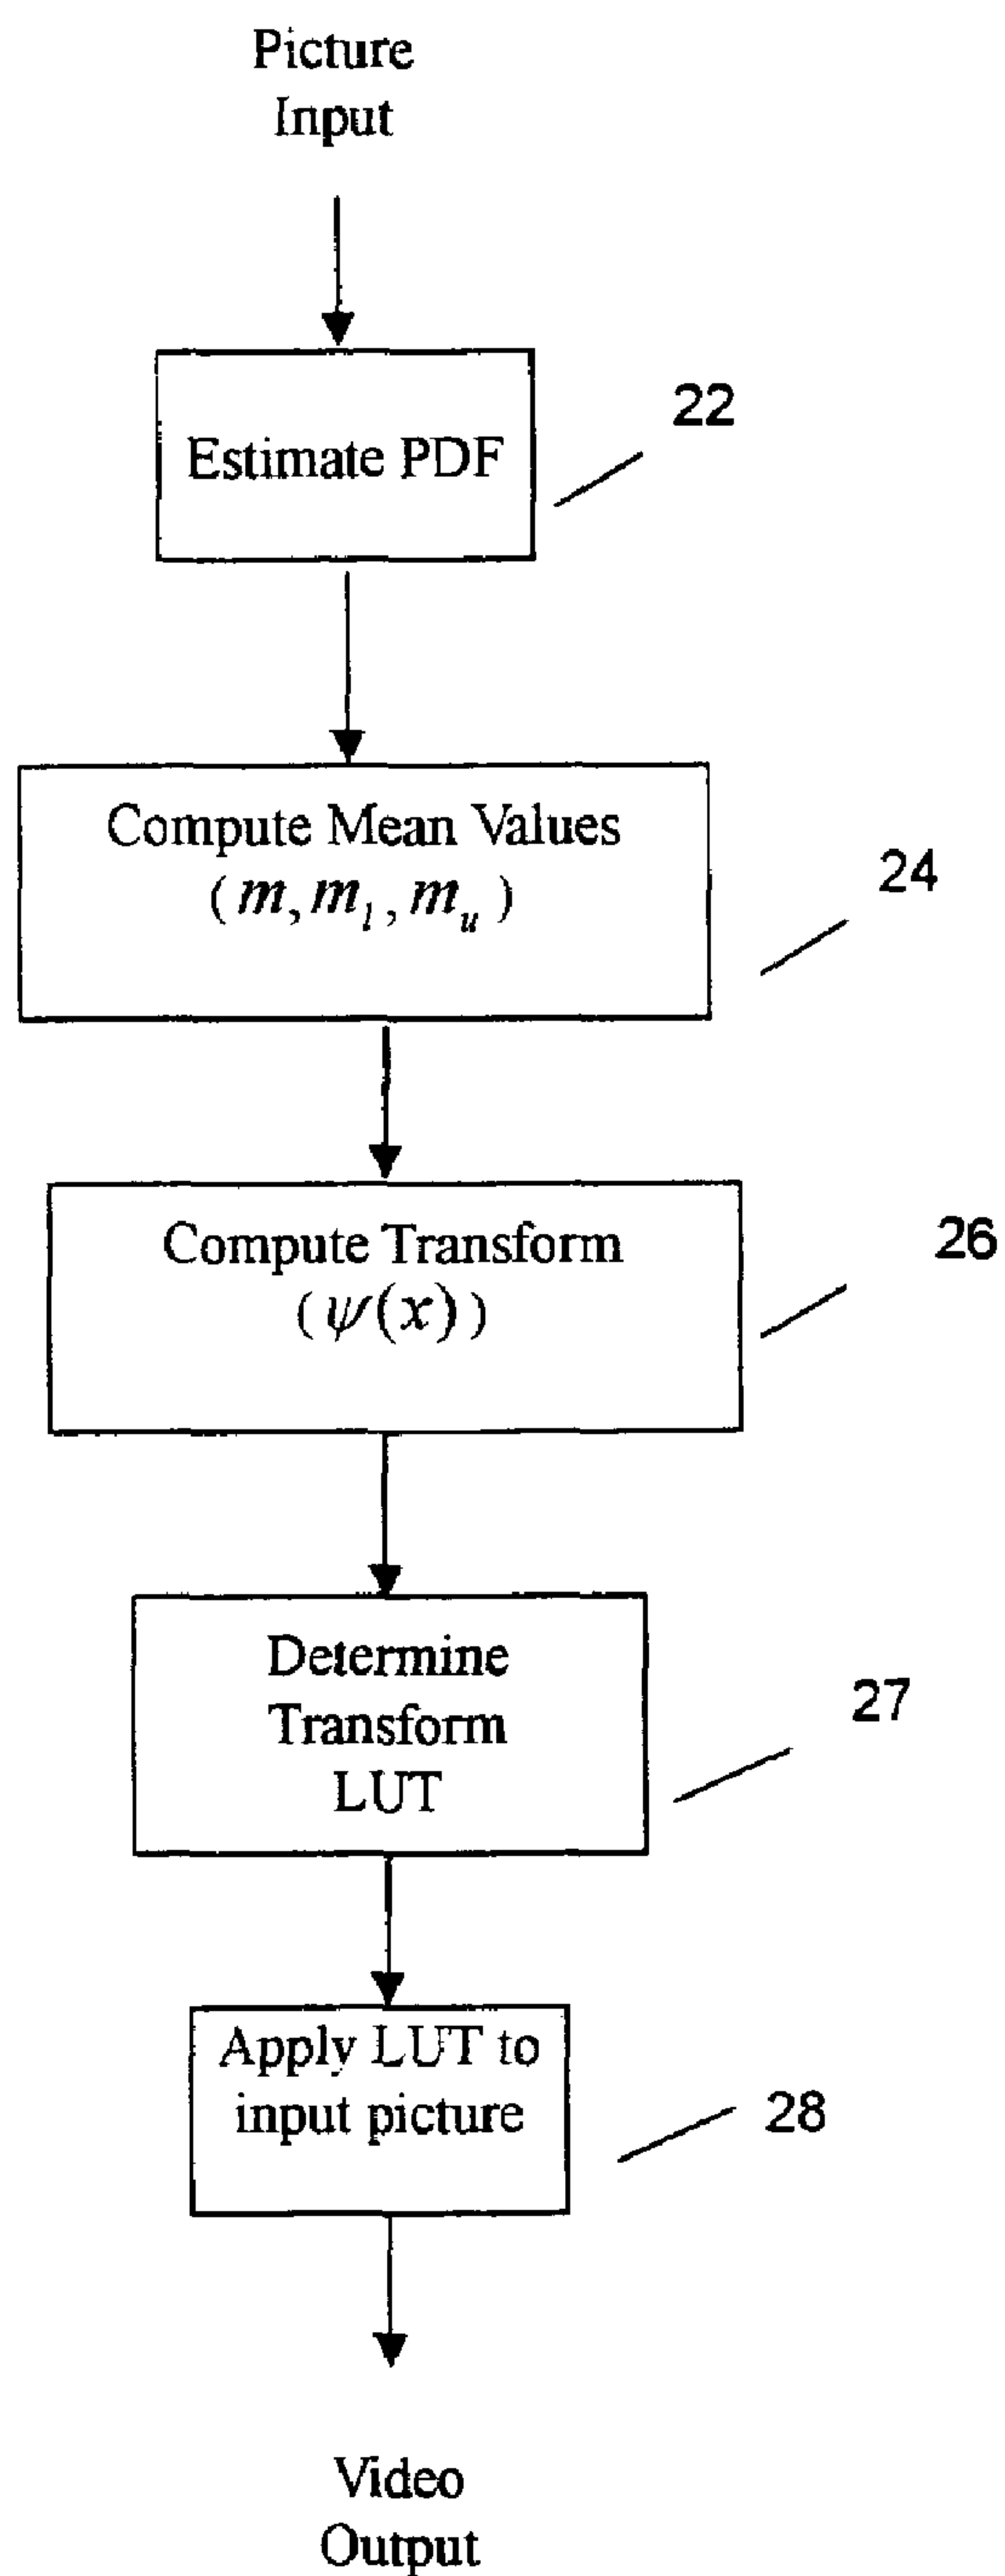 Picture
Input
Estimate PDF
22
Compute Mean Values
(m, m_l, m_u)
24
Compute Transform
(ψ(x))
26
Determine
Transform
LUT
27
Apply LUT to
input picture
28
Video
Output